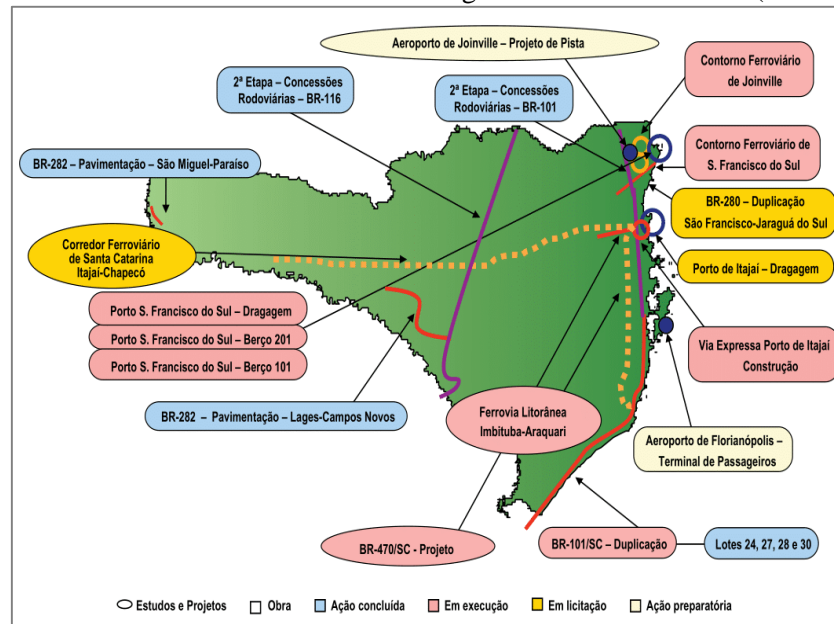 Aeroporto de Joinville – Projeto de Pista
Contorno Ferroviário
de Joinville
2ª Etapa – Concessões
Rodoviárias – BR-116
2ª Etapa – Concessões
Rodoviárias – BR-101
Contorno Ferroviário de
S. Francisco do Sul
BR-282 – Pavimentação – São Miguel-Paraíso
BR-280 – Duplicação
São Francisco-Jaraguá do Sul
Corredor Ferroviário
de Santa Catarina
Itajaí-Chapecó
Porto de Itajaí – Dragagem
Porto S. Francisco do Sul – Dragagem
Porto S. Francisco do Sul – Berço 201
Porto S. Francisco do Sul – Berço 101
Via Expressa Porto de Itajaí
Construção
BR-282 – Pavimentação – Lages-Campos Novos
Ferrovia Litorânea
Imbituba-Araquari
Aeroporto de Florianópolis –
Terminal de Passageiros
BR-470/SC - Projeto
BR-101/SC – Duplicação
Lotes 24, 27, 28 e 30
Estudos e Projetos
Obra
Ação concluída
Em execução
Em licitação
Ação preparatória